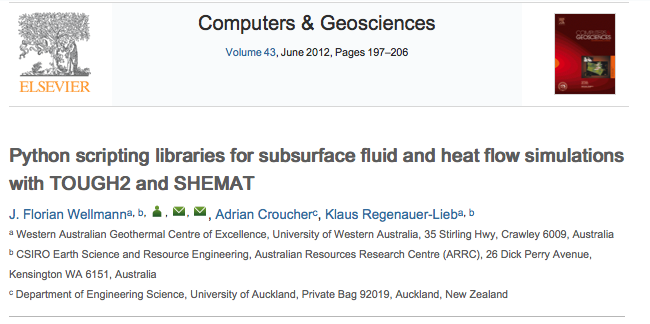 Computers & Geosciences
Volume 43, June 2012, Pages 197–206
ELSEVIER
COMPUTERS
GEOSCIENCES
Python scripting libraries for subsurface fluid and heat flow simulations
with TOUGH2 and SHEMAT
J. Florian Wellmannᵃ, ᵇ, , , Adrian Croucherᶜ, Klaus Regenauer-Liebᵃ, ᵇ
ᵃ Western Australian Geothermal Centre of Excellence, University of Western Australia, 35 Stirling Hwy, Crawley 6009, Australia
ᵇ CSIRO Earth Science and Resource Engineering, Australian Resources Research Centre (ARRC), 26 Dick Perry Avenue,
Kensington WA 6151, Australia
ᶜ Department of Engineering Science, University of Auckland, Private Bag 92019, Auckland, New Zealand